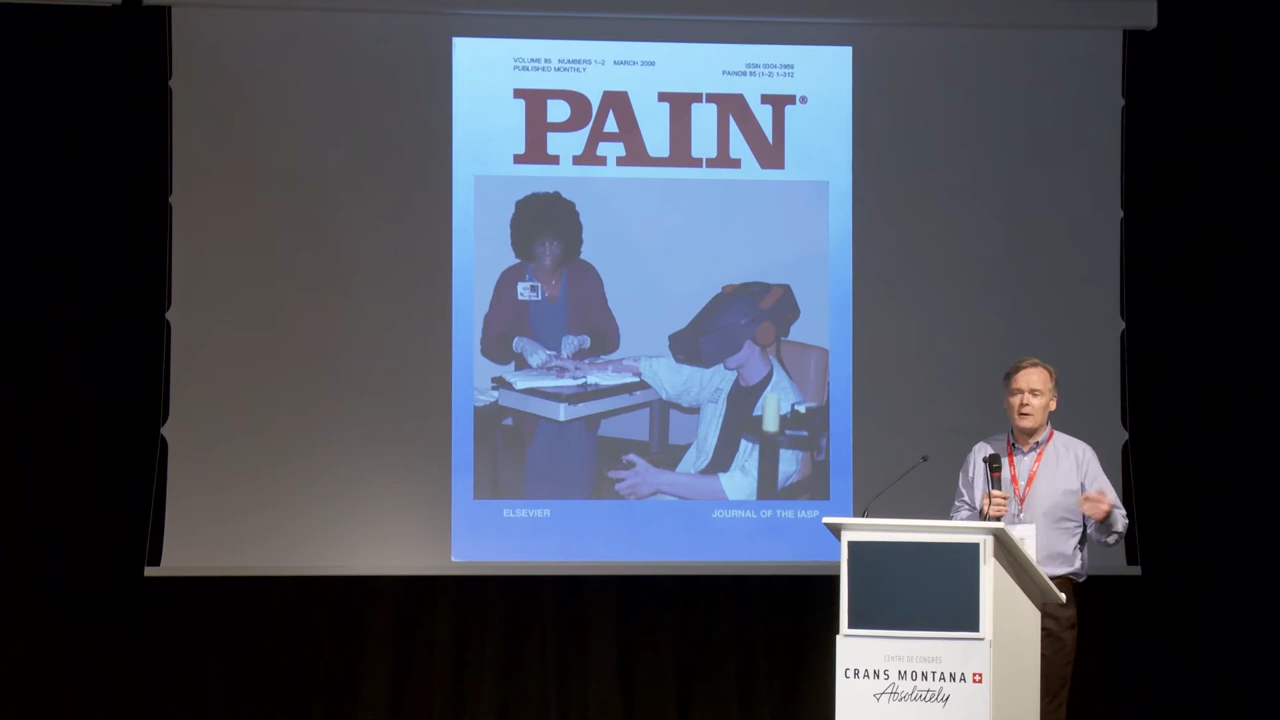 VOLUME 85 NUMBERS 1–2 MARCH 2000
PUBLISHED MONTHLY
ISSN 0304-3959
PAINDB 85 (1–2) 1–312
PAIN®
ELSEVIER
JOURNAL OF THE IASP
CENTRE DE CONGRÈS
CRANS MONTANA
Absolutely